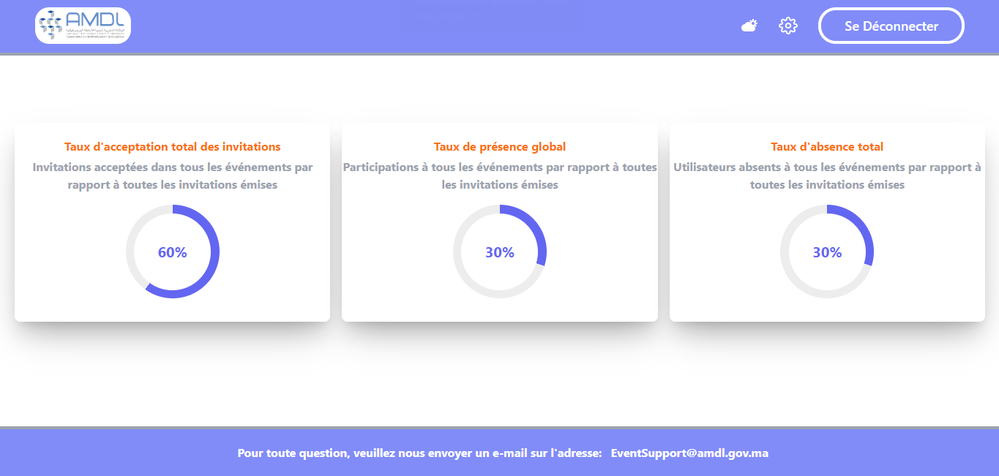 AMDL
Se Déconnecter
Taux d'acceptation total des invitations
Invitations acceptées dans tous les événements par
rapport à toutes les invitations émises
60%
Taux de présence global
Participations à tous les événements par rapport à toutes
les invitations émises
30%
Taux d'absence total
Utilisateurs absents à tous les événements par rapport à
toutes les invitations émises
30%
Pour toute question, veuillez nous envoyer un e-mail sur l'adresse: EventSupport@amdl.gov.ma